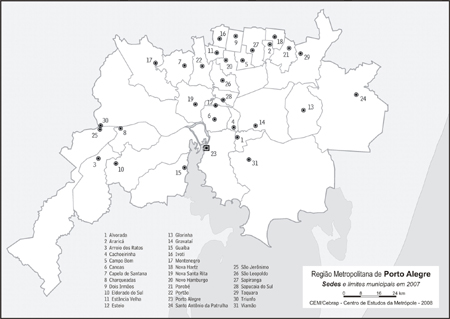 16
9
18
2
21
29
11
27
17
7
22
20
5
26
24
19
28
12
13
6
4
14
30
25
8
1
23
3
10
15
31
1 Alvorado
2 Araricá
3 Arroio dos Ratos
4 Cachoeirinha
5 Campo Bom
6 Canoas
7 Capela de Santana
8 Charqueadas
9 Dois Irmãos
10 Eldorado do Sul
11 Estância Velha
12 Esteio
13 Glorinha
14 Gravataí
15 Guaíba
16 Ivoti
17 Montenegro
18 Nova Hartz
19 Nova Santa Rita
20 Novo Hamburgo
21 Parobé
22 Portão
23 Porto Alegre
24 Santo Antônio da Patrulha
25 São Jerônimo
26 São Leopoldo
27 Sapiranga
28 Sapucaia do Sul
29 Taquara
30 Triunfo
31 Viamão
Região Metropolitana de Porto Alegre
Sedes e limites municipais em 2007
0 8 16 24 km
CEM/Cebrap - Centro de Estudos da Metrópole - 2008